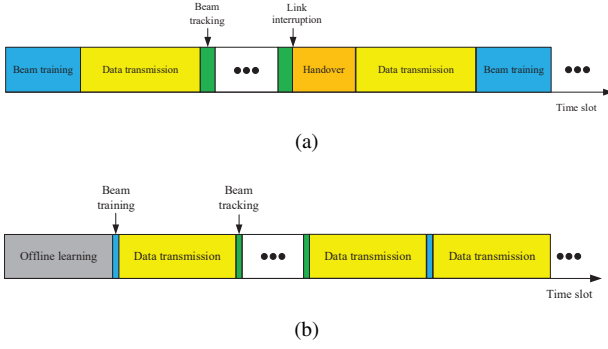 Beam
tracking
Link
interruption
Beam training
Data transmission
●●●
Handover
Data transmission
Beam training
●●●
Time slot
(a)
Beam
training
Beam
tracking
Offline learning
Data transmission
●●●
Data transmission
Data transmission
●●●
Time slot
(b)